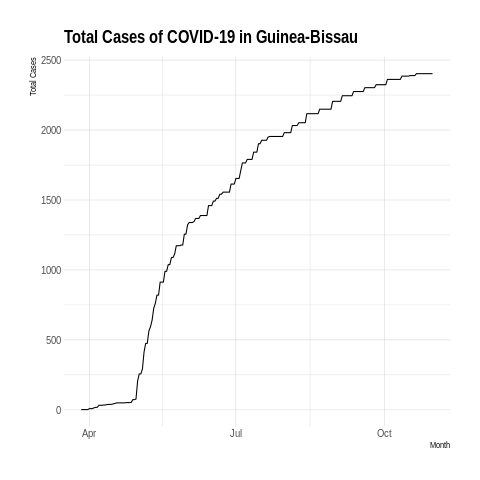 Total Cases of COVID-19 in Guinea-Bissau
Total Cases
2500
2000
1500
1000
500
0
Apr
Jul
Oct
Month